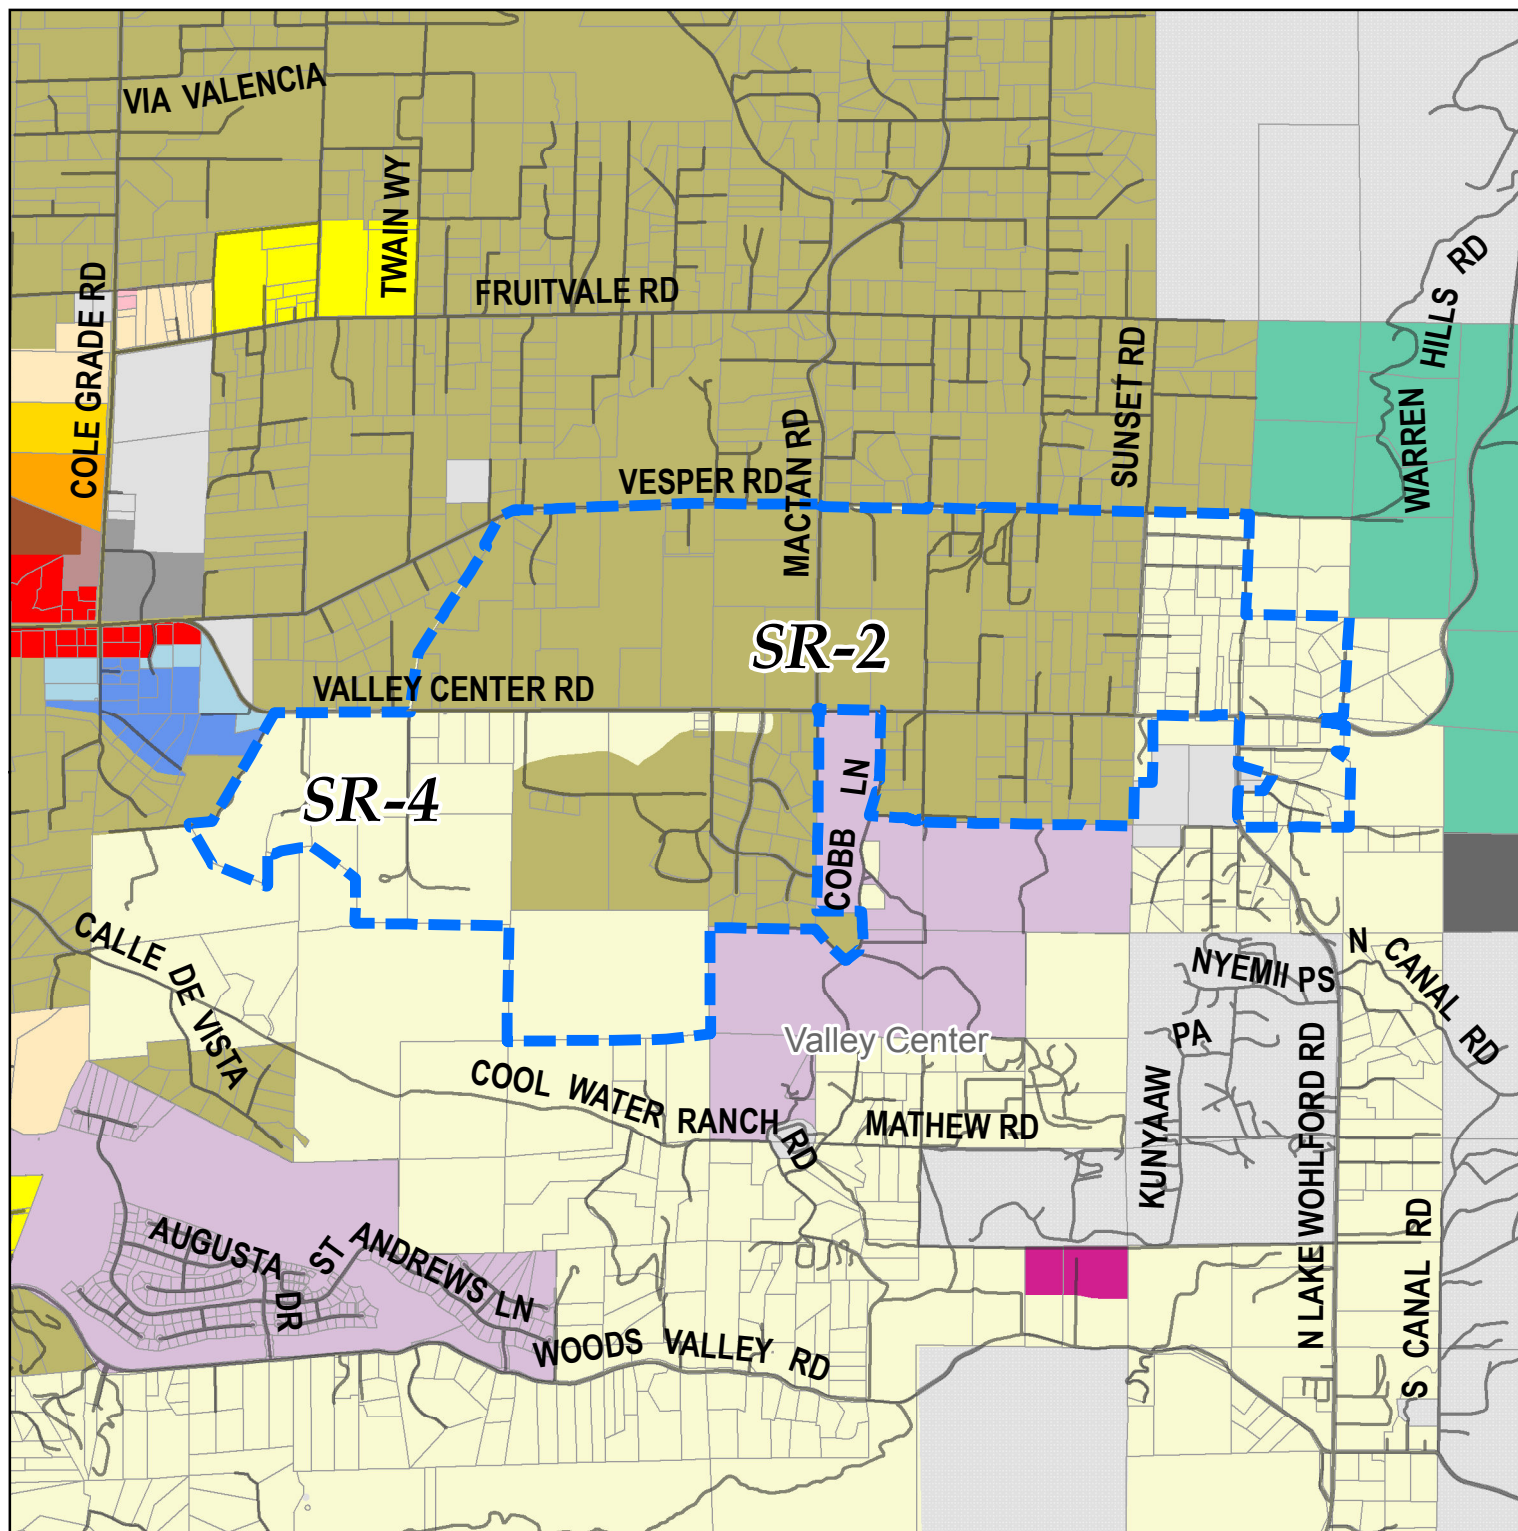 VIA VALENCIA
TWAIN WY
COLE GRADE RD
FRUITVALE RD
WARREN HILLS RD
SUNSET RD
MACTAN RD
VESPER RD
SR-2
VALLEY CENTER RD
SR-4
COBB LN
CALLE DE VISTA
NYEMII PS
N CANAL RD
PA
KUNYAAW
Valley Center
COOL WATER RANCH RD
MATHEW RD
N LAKE WOHLFORD RD
S CANAL RD
AUGUSTA DR
ST ANDREWS LN
WOODS VALLEY RD